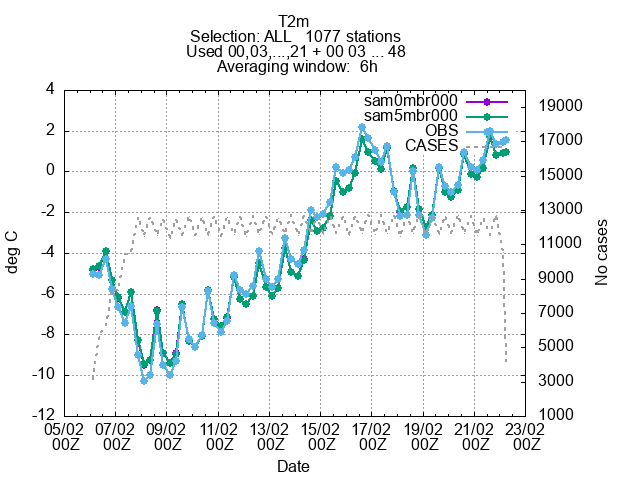 T2m
Selection: ALL   1077 stations
Used 00,03,...,21 + 00 03 ... 48
Averaging window:  6h
sam0mbr000
sam5mbr000
OBS
CASES
4
2
0
-2
-4
-6
-8
-10
-12
deg C
19000
17000
15000
13000
11000
9000
7000
5000
3000
1000
No cases
05/02 07/02 09/02 11/02 13/02 15/02 17/02 19/02 21/02 23/02
00Z 00Z 00Z 00Z 00Z 00Z 00Z 00Z 00Z 00Z
Date